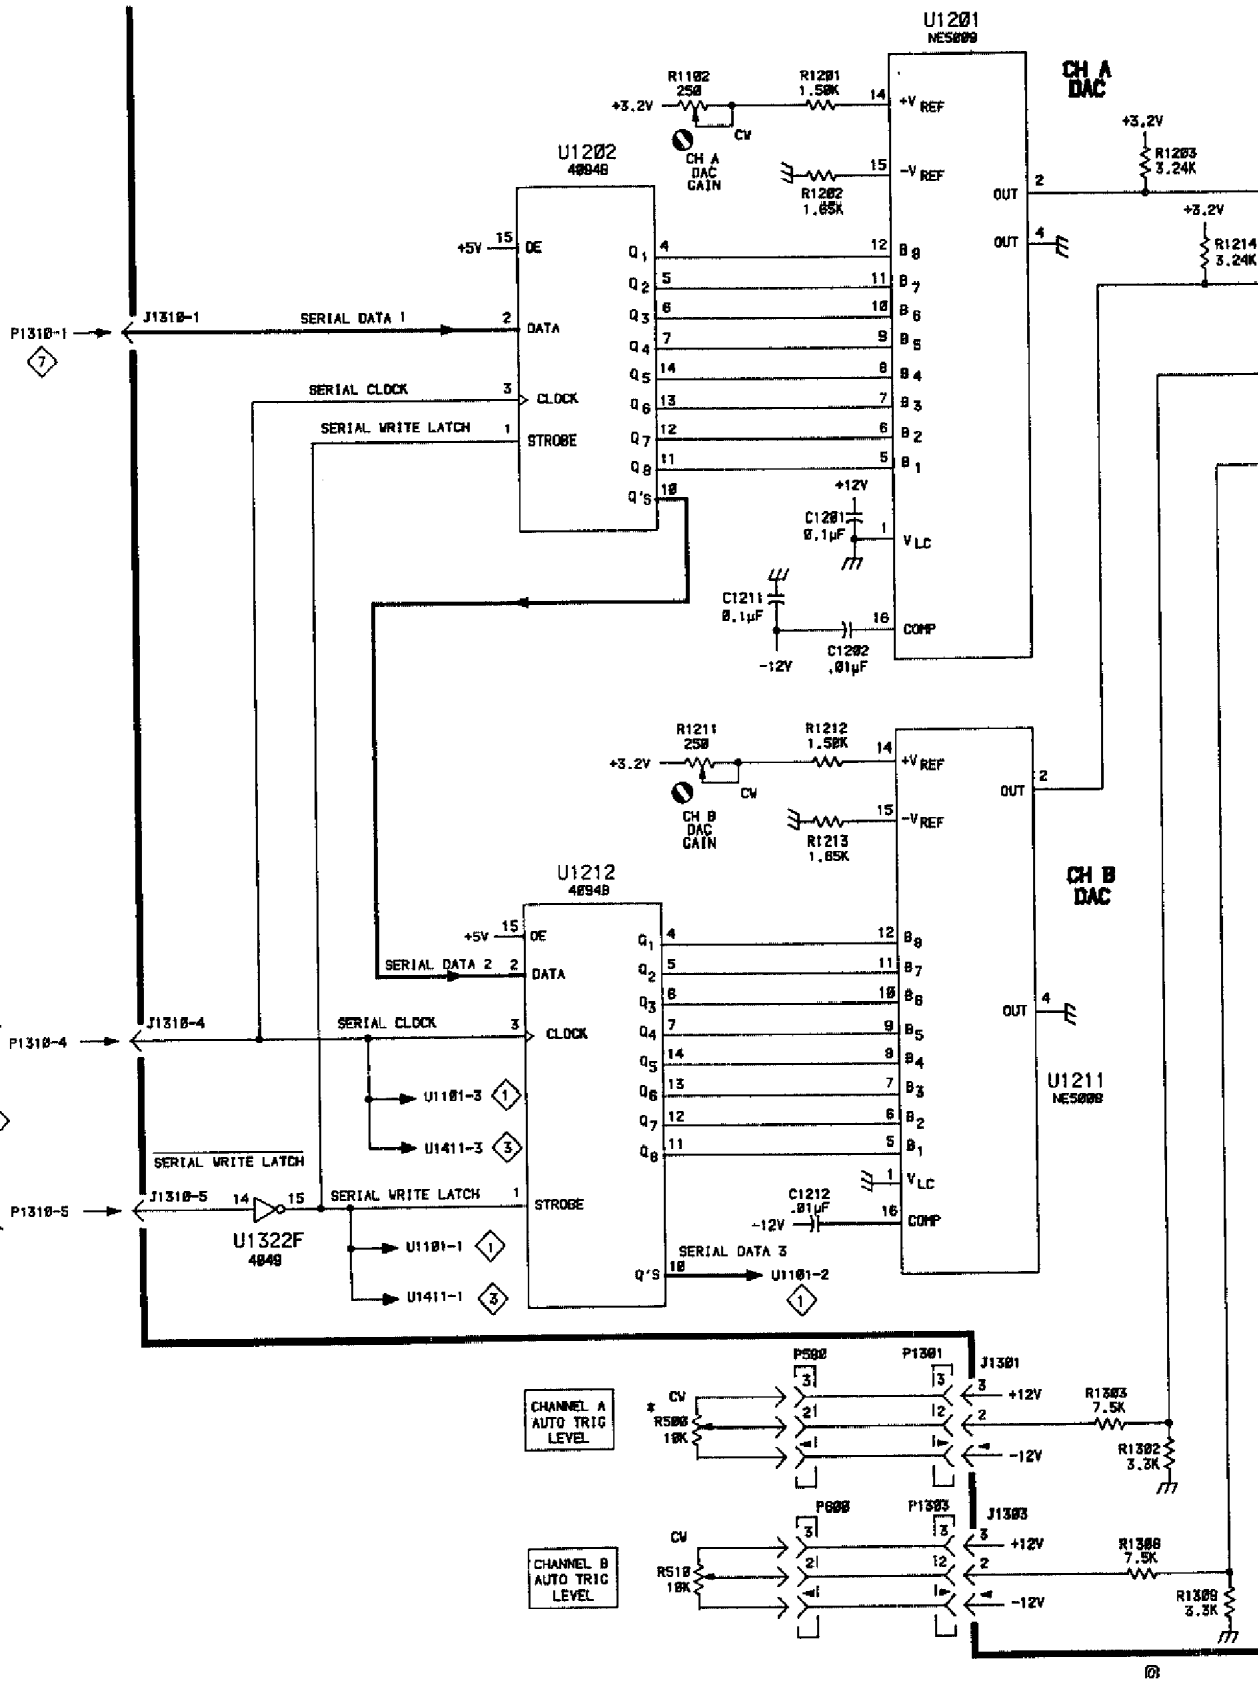 U1201
NE5009
CH A
DAC
R1102
250
+3.2V
CW
CH A
DAC
GAIN
R1201
1.50K
14
+V REF
15
-V REF
R1202
1.65K
OUT
2
OUT
4
+3.2V
R1203
3.24K
+3.2V
R1214
3.24K
U1202
4094B
+5V
15
OE
P1310-1
7
J1310-1
SERIAL DATA 1
2
DATA
SERIAL CLOCK
3
CLOCK
SERIAL WRITE LATCH
1
STROBE
Q1 4 12 B8
Q2 5 11 B7
Q3 6 10 B6
Q4 7 9 B5
Q5 14 8 B4
Q6 13 7 B3
Q7 12 6 B2
Q8 11 5 B1
Q'S 10
+12V
C1201
0.1µF
1
VLC
C1211
0.1µF
-12V
C1202
.01µF
16
COMP
R1211
250
+3.2V
CW
CH B
DAC
GAIN
R1212
1.50K
14
+V REF
15
-V REF
R1213
1.65K
OUT
2
OUT
4
CH B
DAC
U1211
NE5008
U1212
4094B
+5V
15
OE
SERIAL DATA 2
2
DATA
P1310-4
J1310-4
SERIAL CLOCK
3
CLOCK
U1101-3
1
U1411-3
3
SERIAL WRITE LATCH
P1310-5
J1310-5
14
15
U1322F
4049
SERIAL WRITE LATCH
1
STROBE
U1101-1
1
U1411-1
3
Q1 4 12 B8
Q2 5 11 B7
Q3 6 10 B6
Q4 7 9 B5
Q5 14 8 B4
Q6 13 7 B3
Q7 12 6 B2
Q8 11 5 B1
1
VLC
C1212
.01µF
-12V
16
COMP
Q'S
10
SERIAL DATA 3
U1101-2
1
CHANNEL A
AUTO TRIG
LEVEL
CW
*
R500
10K
P500
3
2
1
P1301
3
2
1
J1301
3
+12V
2
-12V
R1303
7.5K
R1302
3.3K
CHANNEL B
AUTO TRIG
LEVEL
CW
R510
10K
P600
3
2
1
P1303
3
2
1
J1303
3
+12V
2
-12V
R1308
7.5K
R1309
3.3K